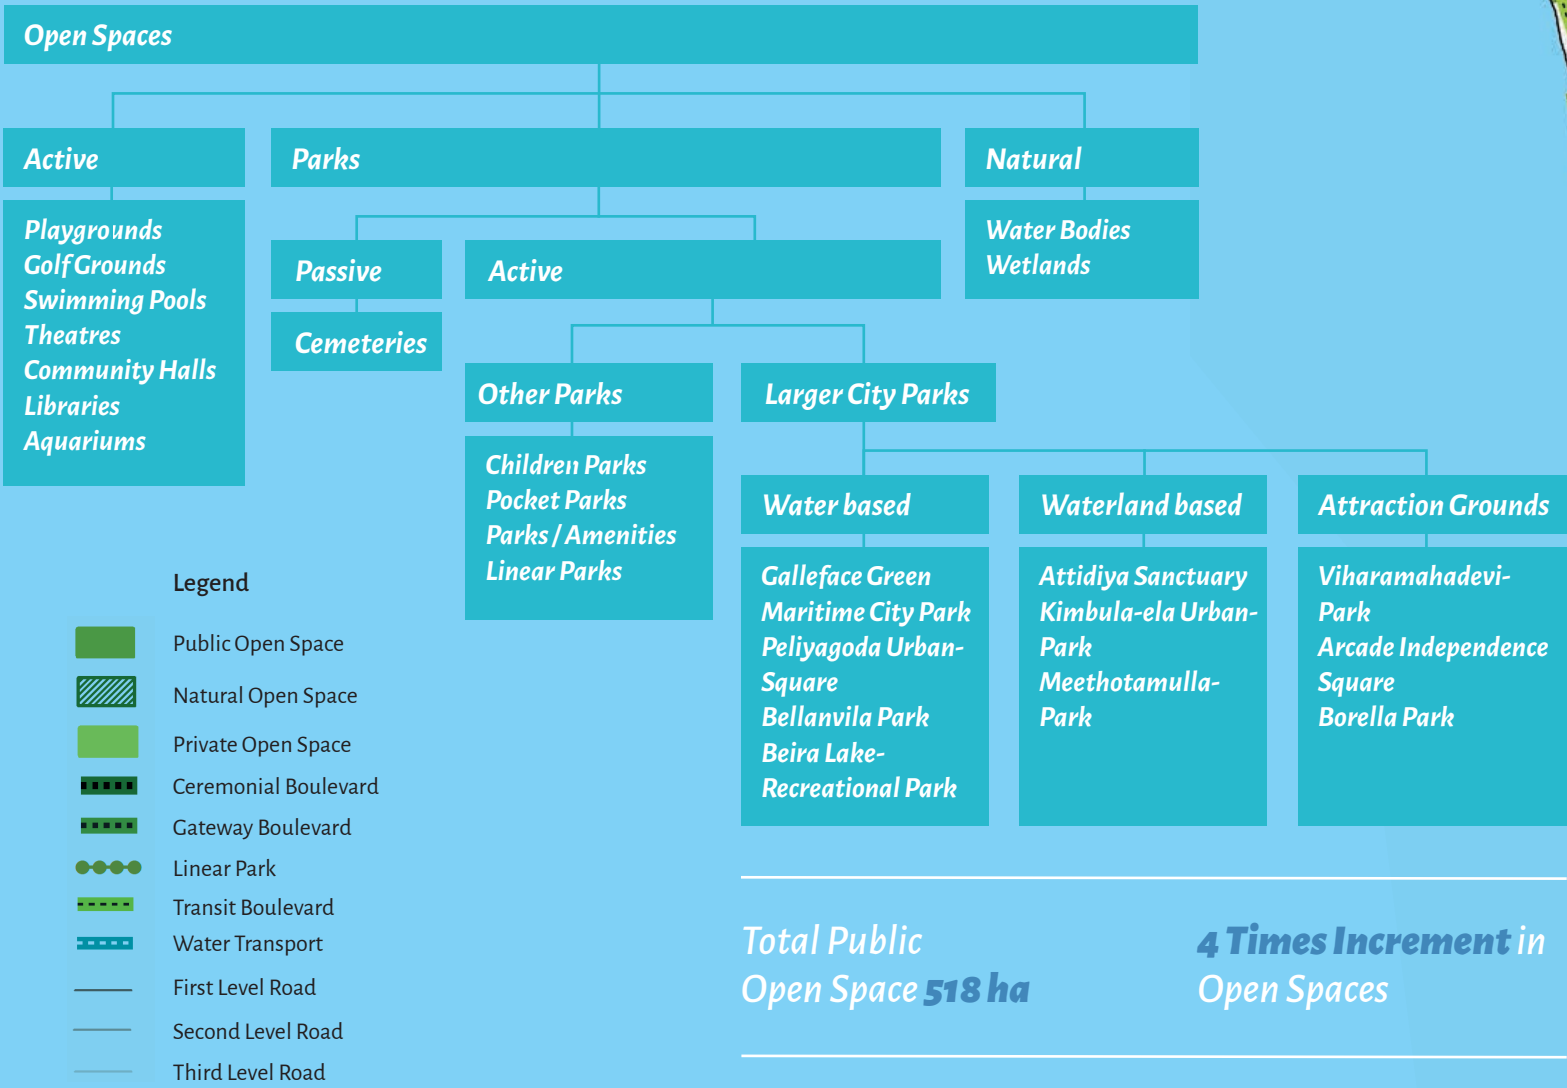 Open Spaces
Active
Parks
Natural
Playgrounds
Golf Grounds
Swimming Pools
Theatres
Community Halls
Libraries
Aquariums
Passive
Cemeteries
Active
Water Bodies
Wetlands
Other Parks
Children Parks
Pocket Parks
Parks / Amenities
Linear Parks
Larger City Parks
Water based
Galleface Green
Maritime City Park
Peliyagoda Urban-
Square
Bellanvila Park
Beira Lake-
Recreational Park
Waterland based
Attidiya Sanctuary
Kimbula-ela Urban-
Park
Meethotamulla-
Park
Attraction Grounds
Viharamahadevi-
Park
Arcade Independence
Square
Borella Park
Legend
Public Open Space
Natural Open Space
Private Open Space
Ceremonial Boulevard
Gateway Boulevard
Linear Park
Transit Boulevard
Water Transport
First Level Road
Second Level Road
Third Level Road
Total Public
Open Space 518 ha
4 Times Increment in
Open Spaces